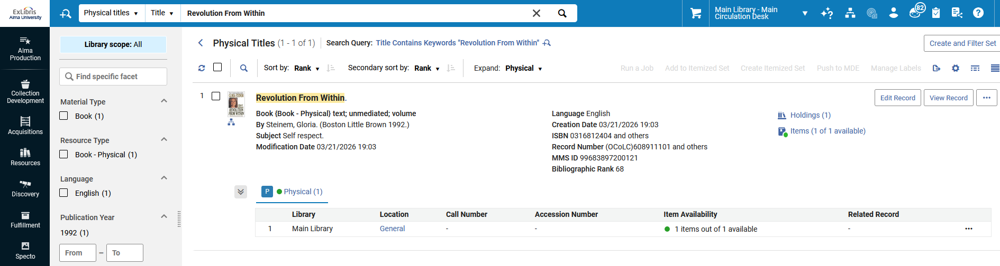 ExLibris
Alma University
Physical titles
Title
Revolution From Within
Main Library - Main
Circulation Desk
82
Alma
Production
Collection
Development
Acquisitions
Resources
Discovery
Fulfillment
Specto
Library scope: All
Find specific facet
Material Type
Book (1)
Resource Type
Book - Physical (1)
Language
English (1)
Publication Year
1992 (1)
From – To
Physical Titles (1 - 1 of 1) Search Query: Title Contains Keywords "Revolution From Within"
Create and Filter Set
Sort by: Rank Secondary sort by: Rank Expand: Physical
Run a Job Add to Itemized Set Create Itemized Set Push to MDE Manage Labels
1
GLORIA STEINEM
REVOLUTION
FROM WITHIN
Revolution From Within.
Edit Record View Record ...
Book {Book - Physical} text; unmediated; volume
By Steinem, Gloria. (Boston Little Brown 1992.)
Subject Self respect.
Modification Date 03/21/2026 19:03
Language English
Creation Date 03/21/2026 19:03
ISBN 0316812404 and others
Record Number (OCoLC)608911101 and others
MMS ID 99683897200121
Bibliographic Rank 68
Holdings (1)
Items (1 of 1 available)
P Physical (1)
Library Location Call Number Accession Number Item Availability Related Record
1 Main Library General - - 1 items out of 1 available - ...